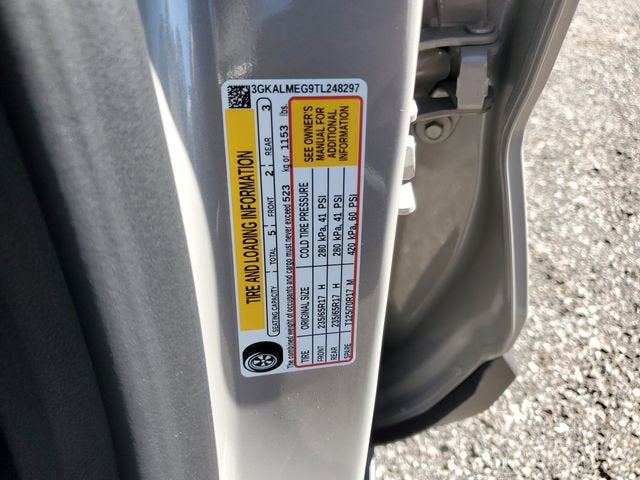 3GKALMEG9TL248297
TIRE AND LOADING INFORMATION
SEATING CAPACITY TOTAL 5 FRONT 2 REAR 3
The combined weight of occupants and cargo must never exceed 523 kg or 1153 lbs.
TIRE ORIGINAL SIZE COLD TIRE PRESSURE
FRONT 235/65R17 H 280 kPa, 41 PSI
REAR 235/65R17 H 280 kPa, 41 PSI
SPARE T125/70R17 M 420 kPa, 60 PSI
SEE OWNER'S
MANUAL FOR
ADDITIONAL
INFORMATION